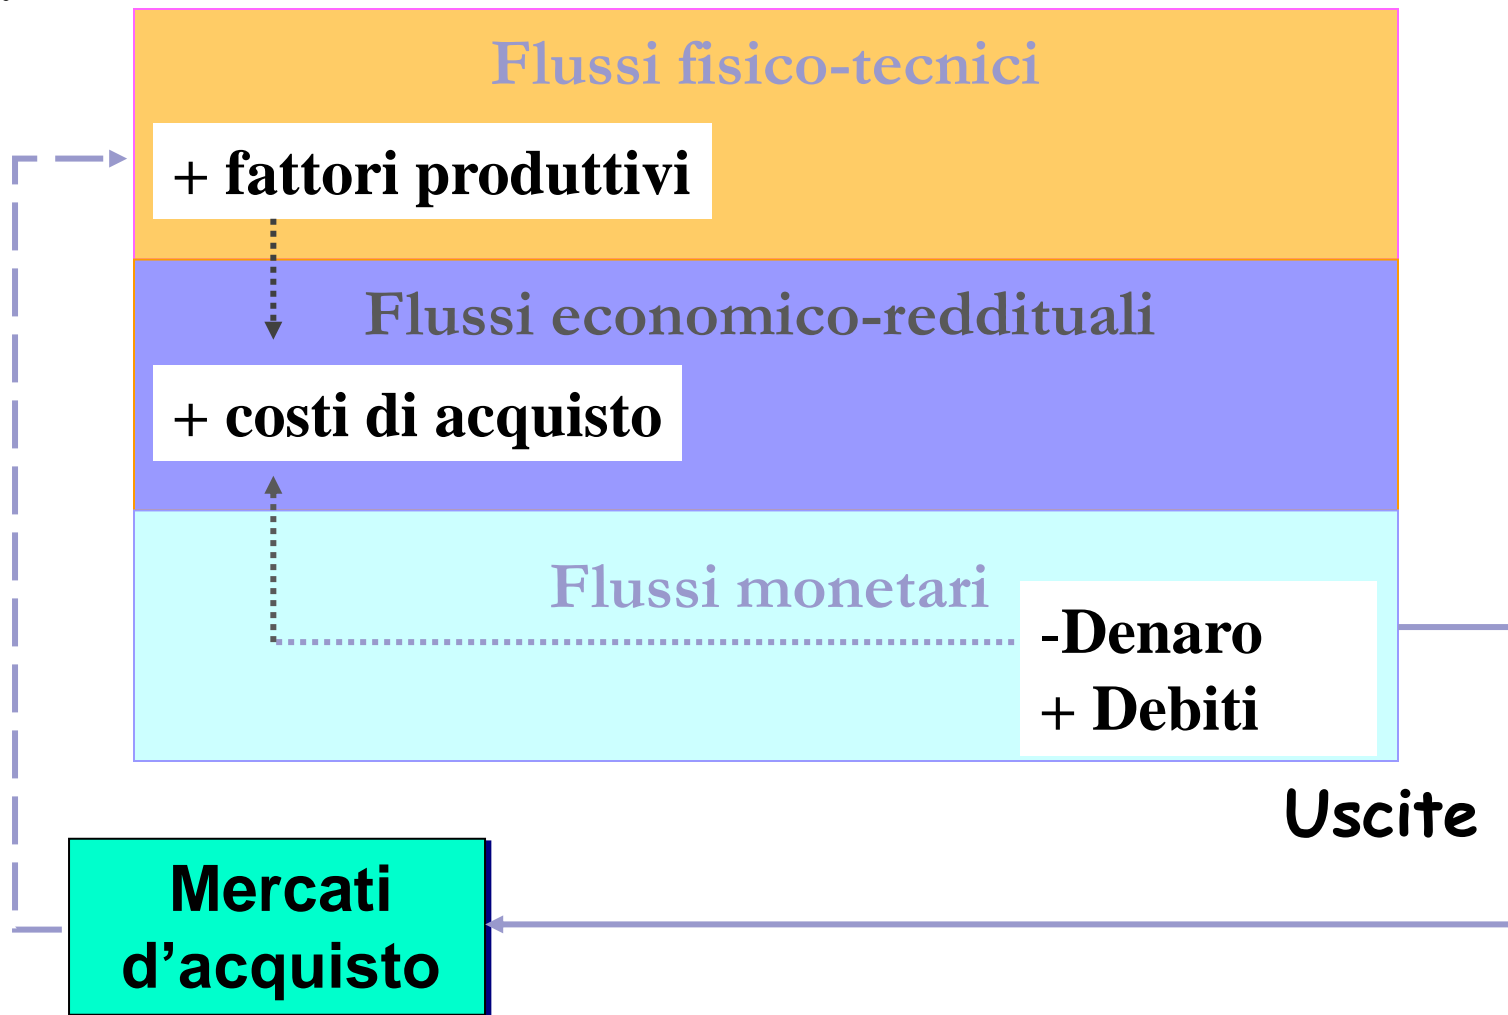 Flussi fisico-tecnici
+ fattori produttivi
Flussi economico-reddituali
+ costi di acquisto
Flussi monetari
-Denaro
+ Debiti
Uscite
Mercati
d’acquisto